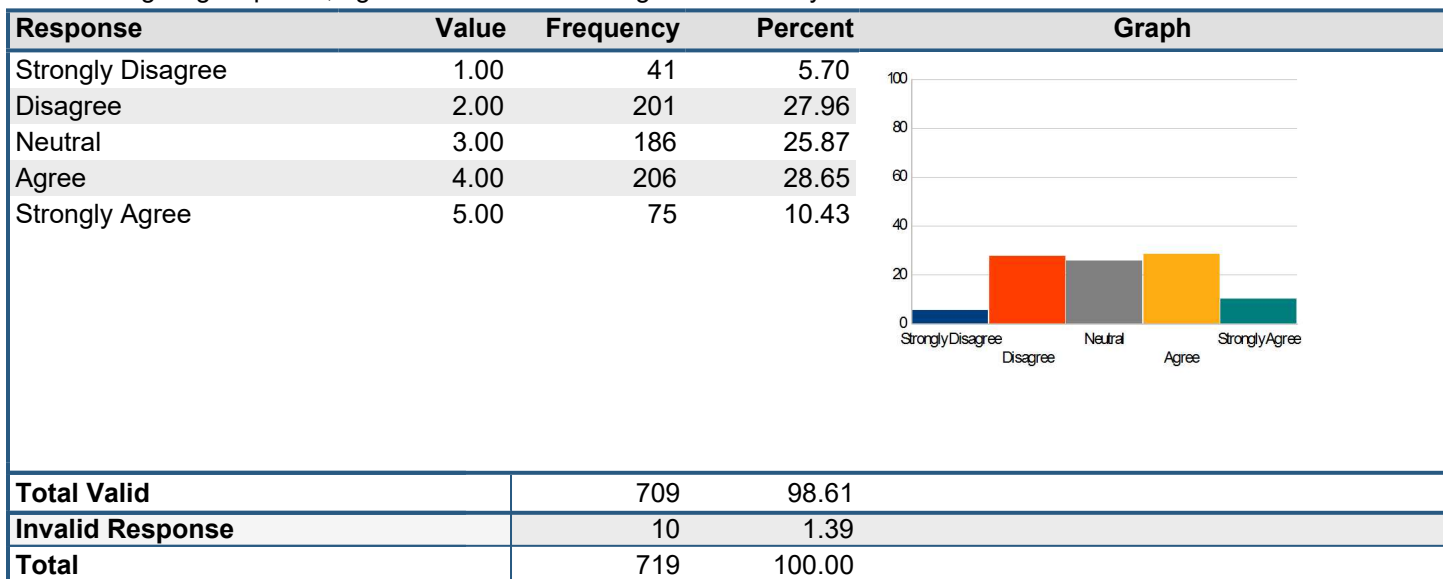 Response Value Frequency Percent Graph
Strongly Disagree 1.00 41 5.70
Disagree 2.00 201 27.96
Neutral 3.00 186 25.87
Agree 4.00 206 28.65
Strongly Agree 5.00 75 10.43
100
80
60
40
20
0
Strongly Disagree Neutral Strongly Agree
Disagree Agree
Total Valid 709 98.61
Invalid Response 10 1.39
Total 719 100.00